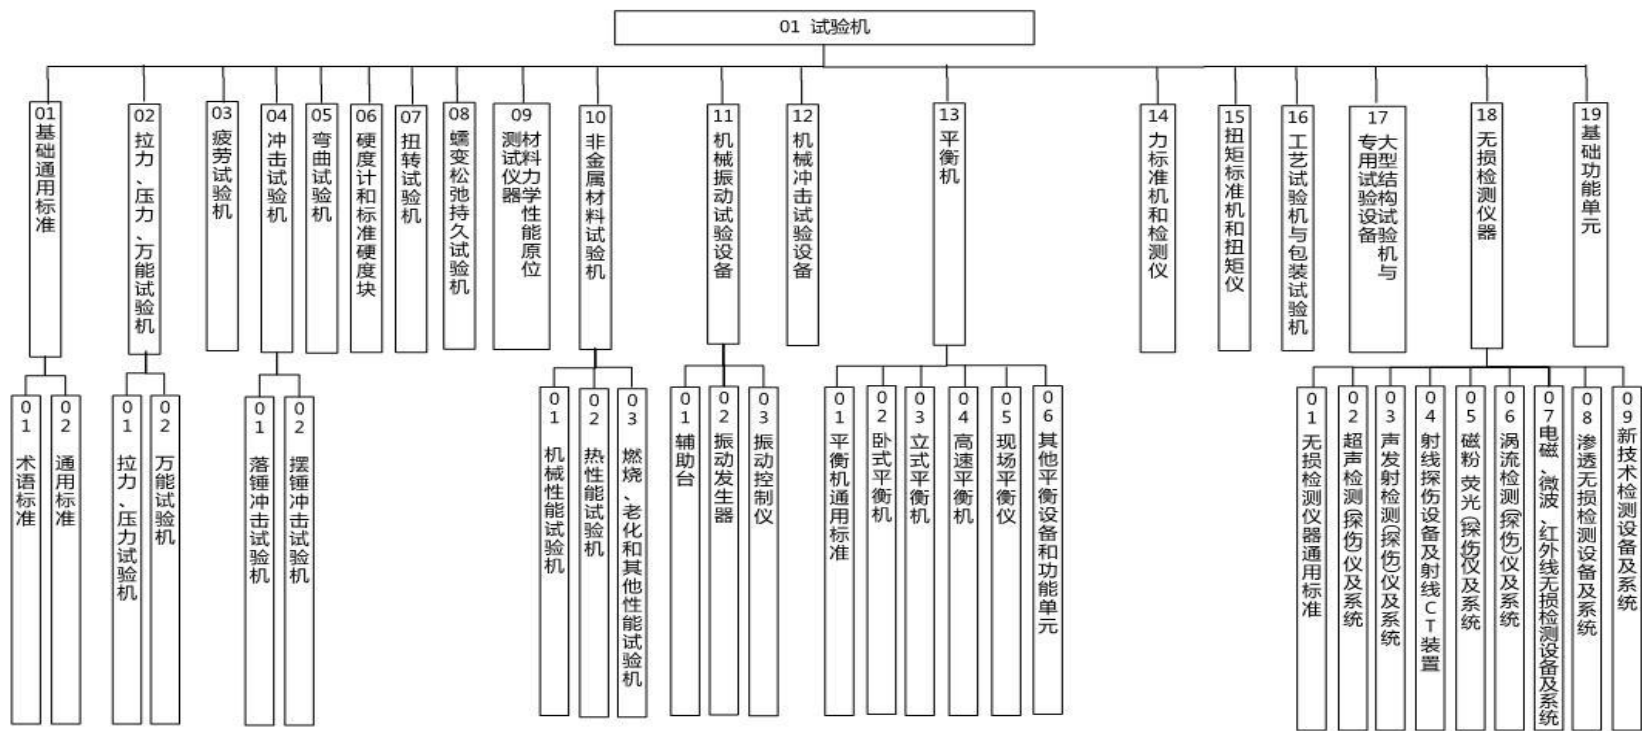 01 试验机
01 基础通用标准
02 拉力、压力、万能试验机
03 疲劳试验机
04 冲击试验机
05 弯曲试验机
06 硬度计和标准硬度块
07 扭转试验机
08 蠕变松弛持久试验机
09 材料力学性能原位
测试仪器
10 非金属材料试验机
11 机械振动试验设备
12 机械冲击试验设备
13 平衡机
14 力标准机和检测仪
15 扭矩标准机和扭矩仪
16 工艺试验机与包装试验机
17 大型结构试验机与
专用试验设备
18 无损检测仪器
19 基础功能单元
01 术语标准
02 通用标准
01 拉力、压力试验机
02 万能试验机
01 落锤冲击试验机
02 摆锤冲击试验机
01 机械性能试验机
02 热性能试验机
03 燃烧、老化和其他性能试验机
01 辅助台
02 振动发生器
03 振动控制仪
01 平衡机通用标准
02 卧式平衡机
03 立式平衡机
04 高速平衡机
05 现场平衡仪
06 其他平衡设备和功能单元
01 无损检测仪器通用标准
02 超声检测(探伤)仪及系统
03 声发射检测(探伤)仪及系统
04 射线探伤设备及射线CT装置
05 磁粉 荧光(探伤)仪及系统
06 涡流检测(探伤)仪及系统
07 电磁、微波、红外线无损检测设备及系统
08 渗透无损检测设备及系统
09 新技术检测设备及系统